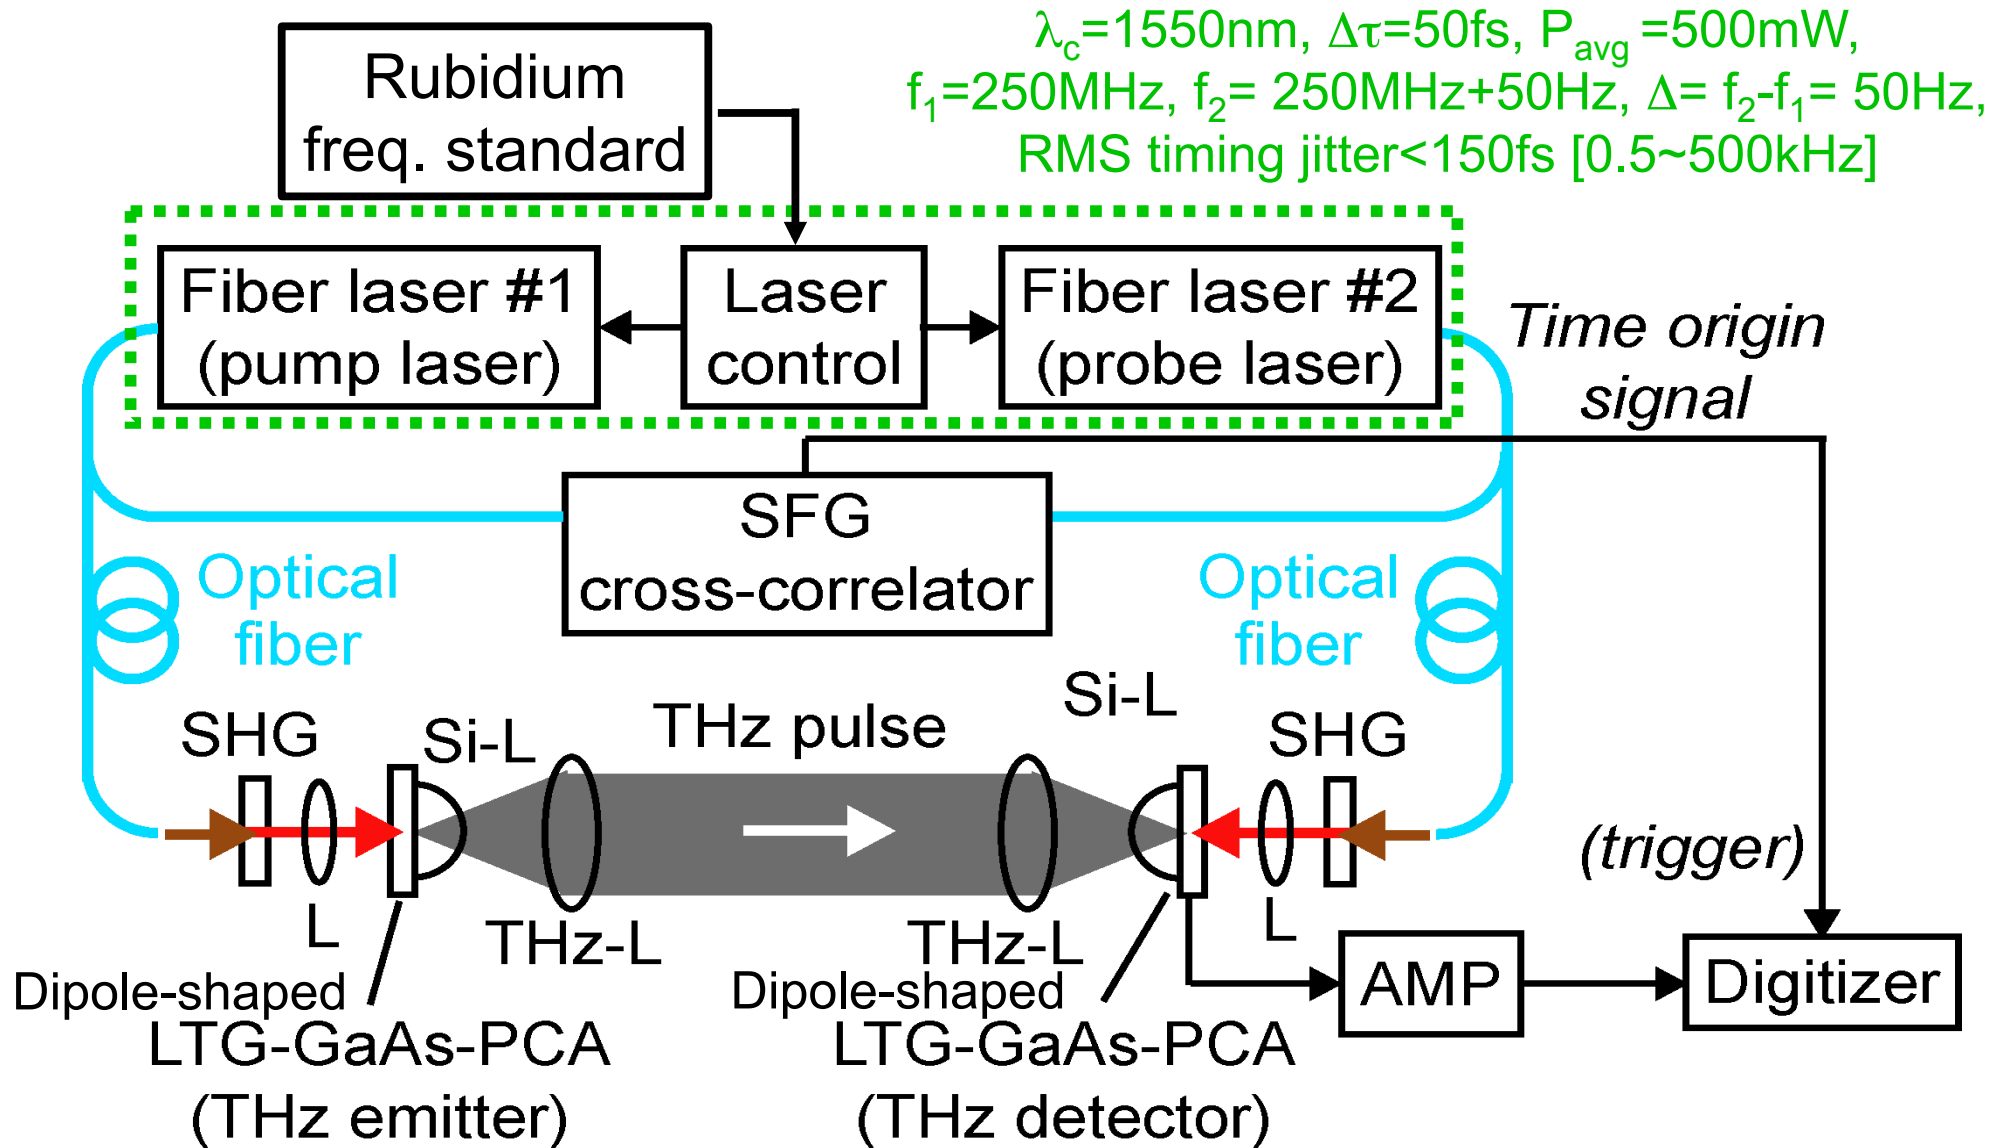 λc=1550nm, Δτ=50fs, Pavg =500mW,
f1=250MHz, f2= 250MHz+50Hz, Δ= f2-f1= 50Hz,
RMS timing jitter<150fs [0.5~500kHz]
Rubidium
freq. standard
Fiber laser #1
(pump laser)
Laser
control
Fiber laser #2
(probe laser)
Time origin
signal
SFG
cross-correlator
Optical
fiber
Optical
fiber
SHG
Si-L
THz pulse
Si-L
SHG
(trigger)
L
THz-L
THz-L
L
Dipole-shaped
LTG-GaAs-PCA
(THz emitter)
Dipole-shaped
LTG-GaAs-PCA
(THz detector)
AMP
Digitizer